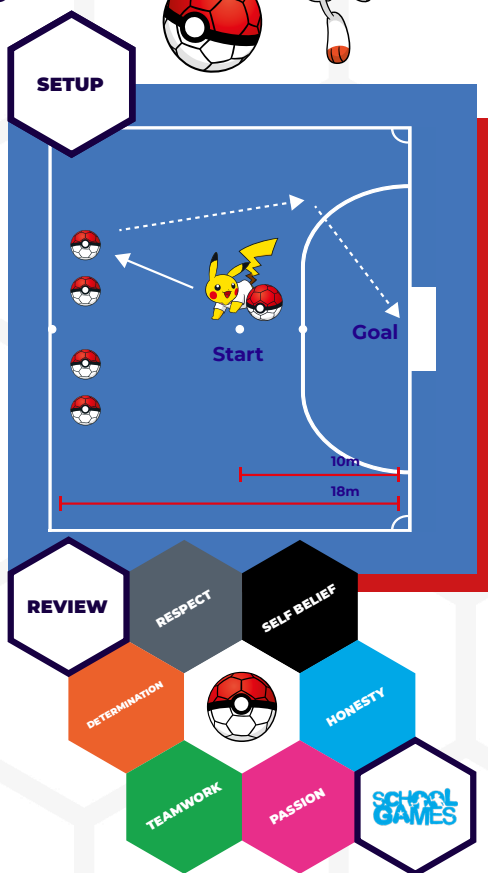 SETUP
Start
Goal
10m
18m
REVIEW
RESPECT
SELF BELIEF
DETERMINATION
HONESTY
TEAMWORK
PASSION
SCHOOL
GAMES